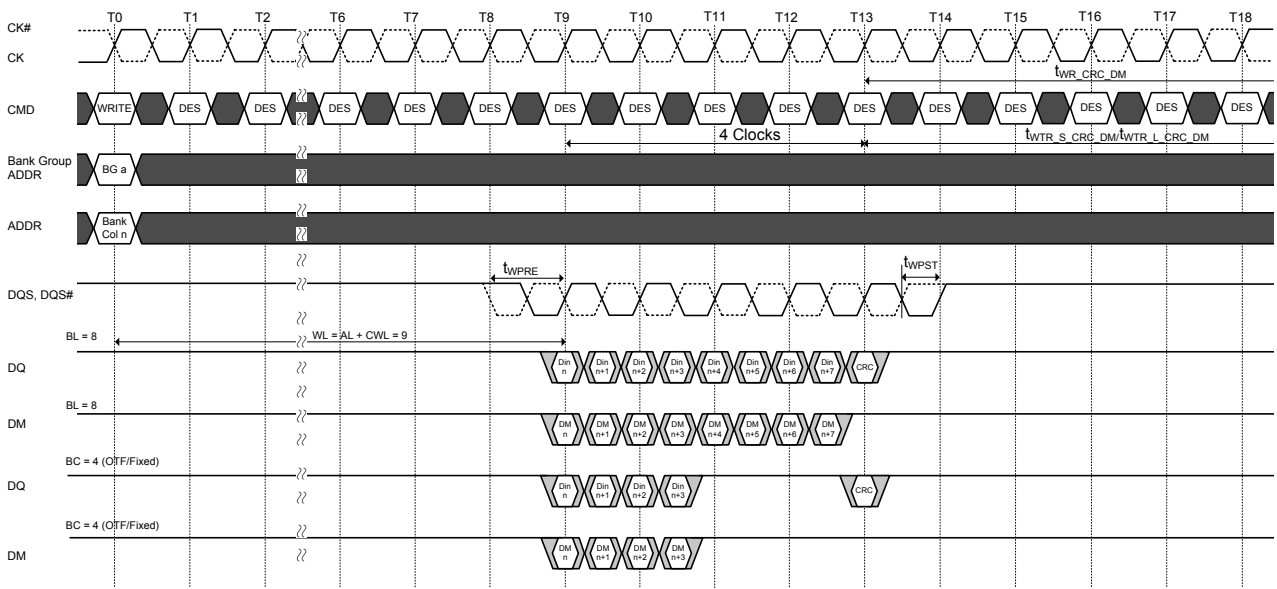 T0 T1 T2 T6 T7 T8 T9 T10 T11 T12 T13 T14 T15 T16 T17 T18
CK#
CK
tWR_CRC_DM
CMD WRITE DES DES DES DES DES DES DES DES DES DES DES DES DES DES DES
4 Clocks tWTR_S_CRC_DM/tWTR_L_CRC_DM
Bank Group
ADDR
BG a
ADDR
Bank
Col n
tWPRE tWPST
DQS, DQS#
BL = 8 WL = AL + CWL = 9
DQ
Din n Din n+1 Din n+2 Din n+3 Din n+4 Din n+5 Din n+6 Din n+7 CRC
BL = 8
DM
DM n DM n+1 DM n+2 DM n+3 DM n+4 DM n+5 DM n+6 DM n+7
BC = 4 (OTF/Fixed)
DQ
Din n Din n+1 Din n+2 Din n+3 CRC
BC = 4 (OTF/Fixed)
DM
DM n DM n+1 DM n+2 DM n+3